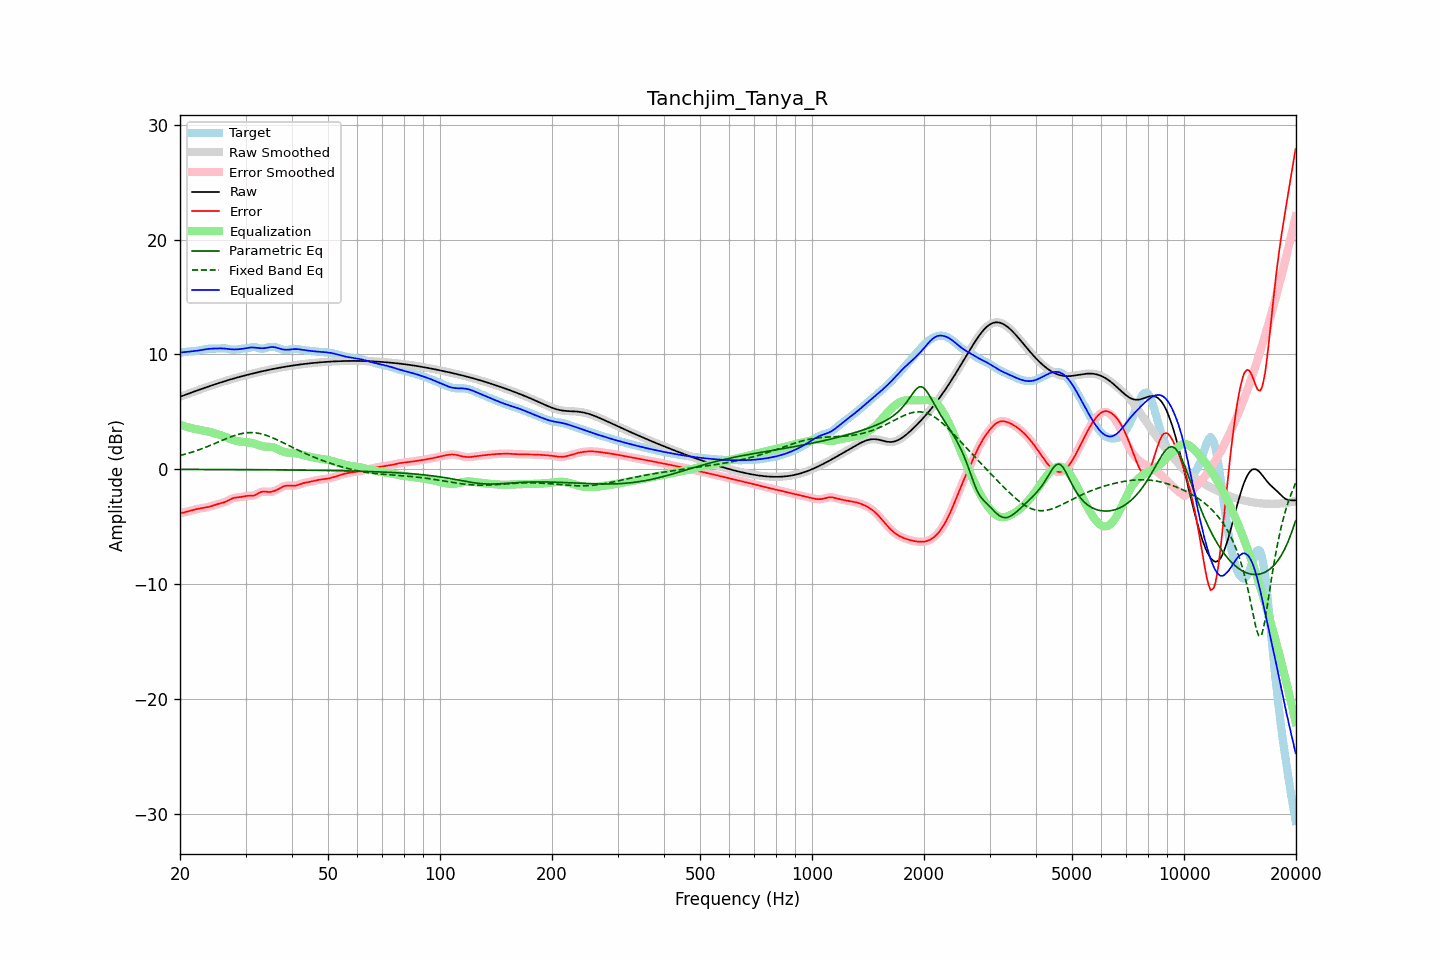 Tanchjim_Tanya_R
Target
Raw Smoothed
Error Smoothed
Raw
Error
Equalization
Parametric Eq
Fixed Band Eq
Equalized
30
20
10
0
−10
−20
−30
Amplitude (dBr)
20
50
100
200
500
1000
2000
5000
10000
20000
Frequency (Hz)